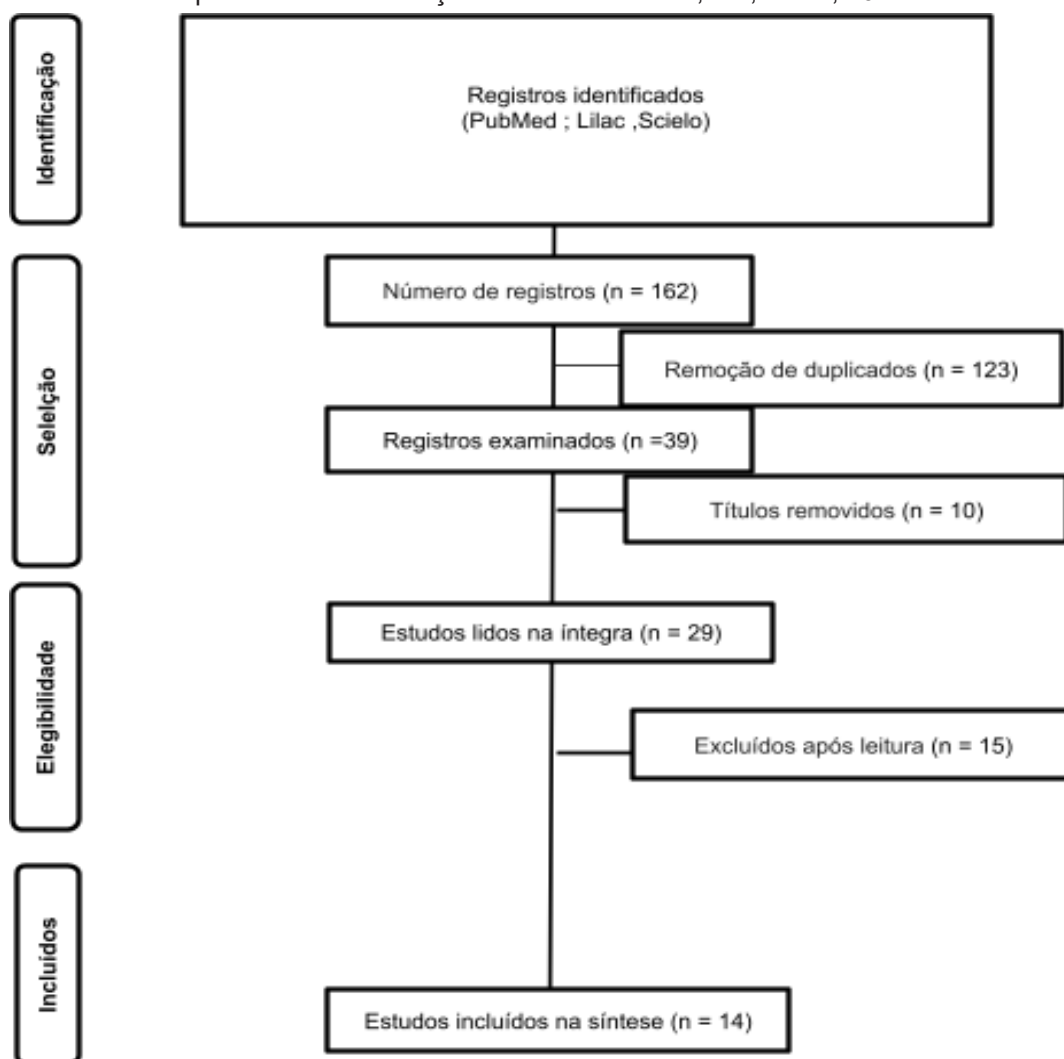 Identificação
Registros identificados
(PubMed ; Lilac ,Scielo)
Selelção
Número de registros (n = 162)
Remoção de duplicados (n = 123)
Registros examinados (n =39)
Títulos removidos (n = 10)
Elegibilidade
Estudos lidos na íntegra (n = 29)
Excluídos após leitura (n = 15)
Incluídos
Estudos incluídos na síntese (n = 14)